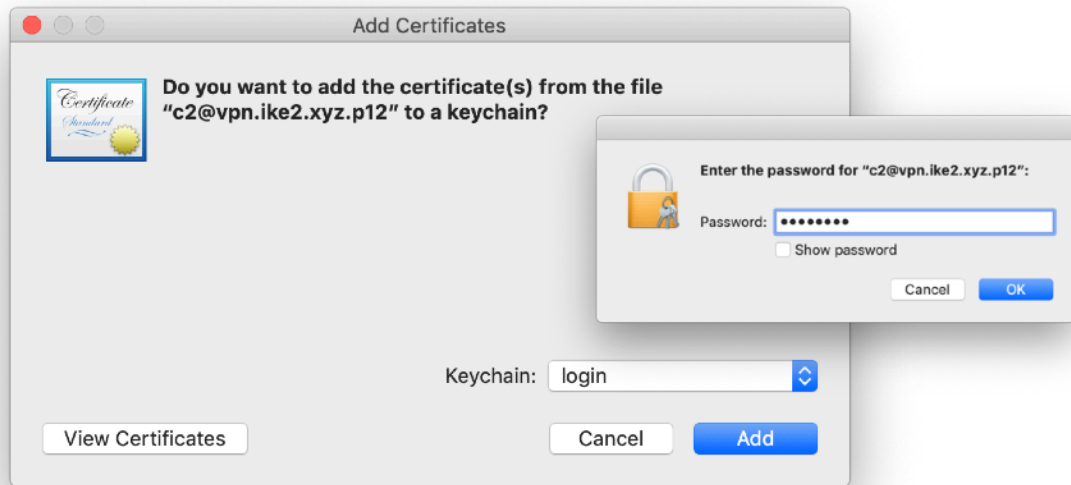 Add Certificates
Certificate
Standard
Do you want to add the certificate(s) from the file
“c2@vpn.ike2.xyz.p12” to a keychain?
Enter the password for “c2@vpn.ike2.xyz.p12”:
Password: ••••••••
Show password
Cancel
OK
Keychain: login
View Certificates
Cancel
Add